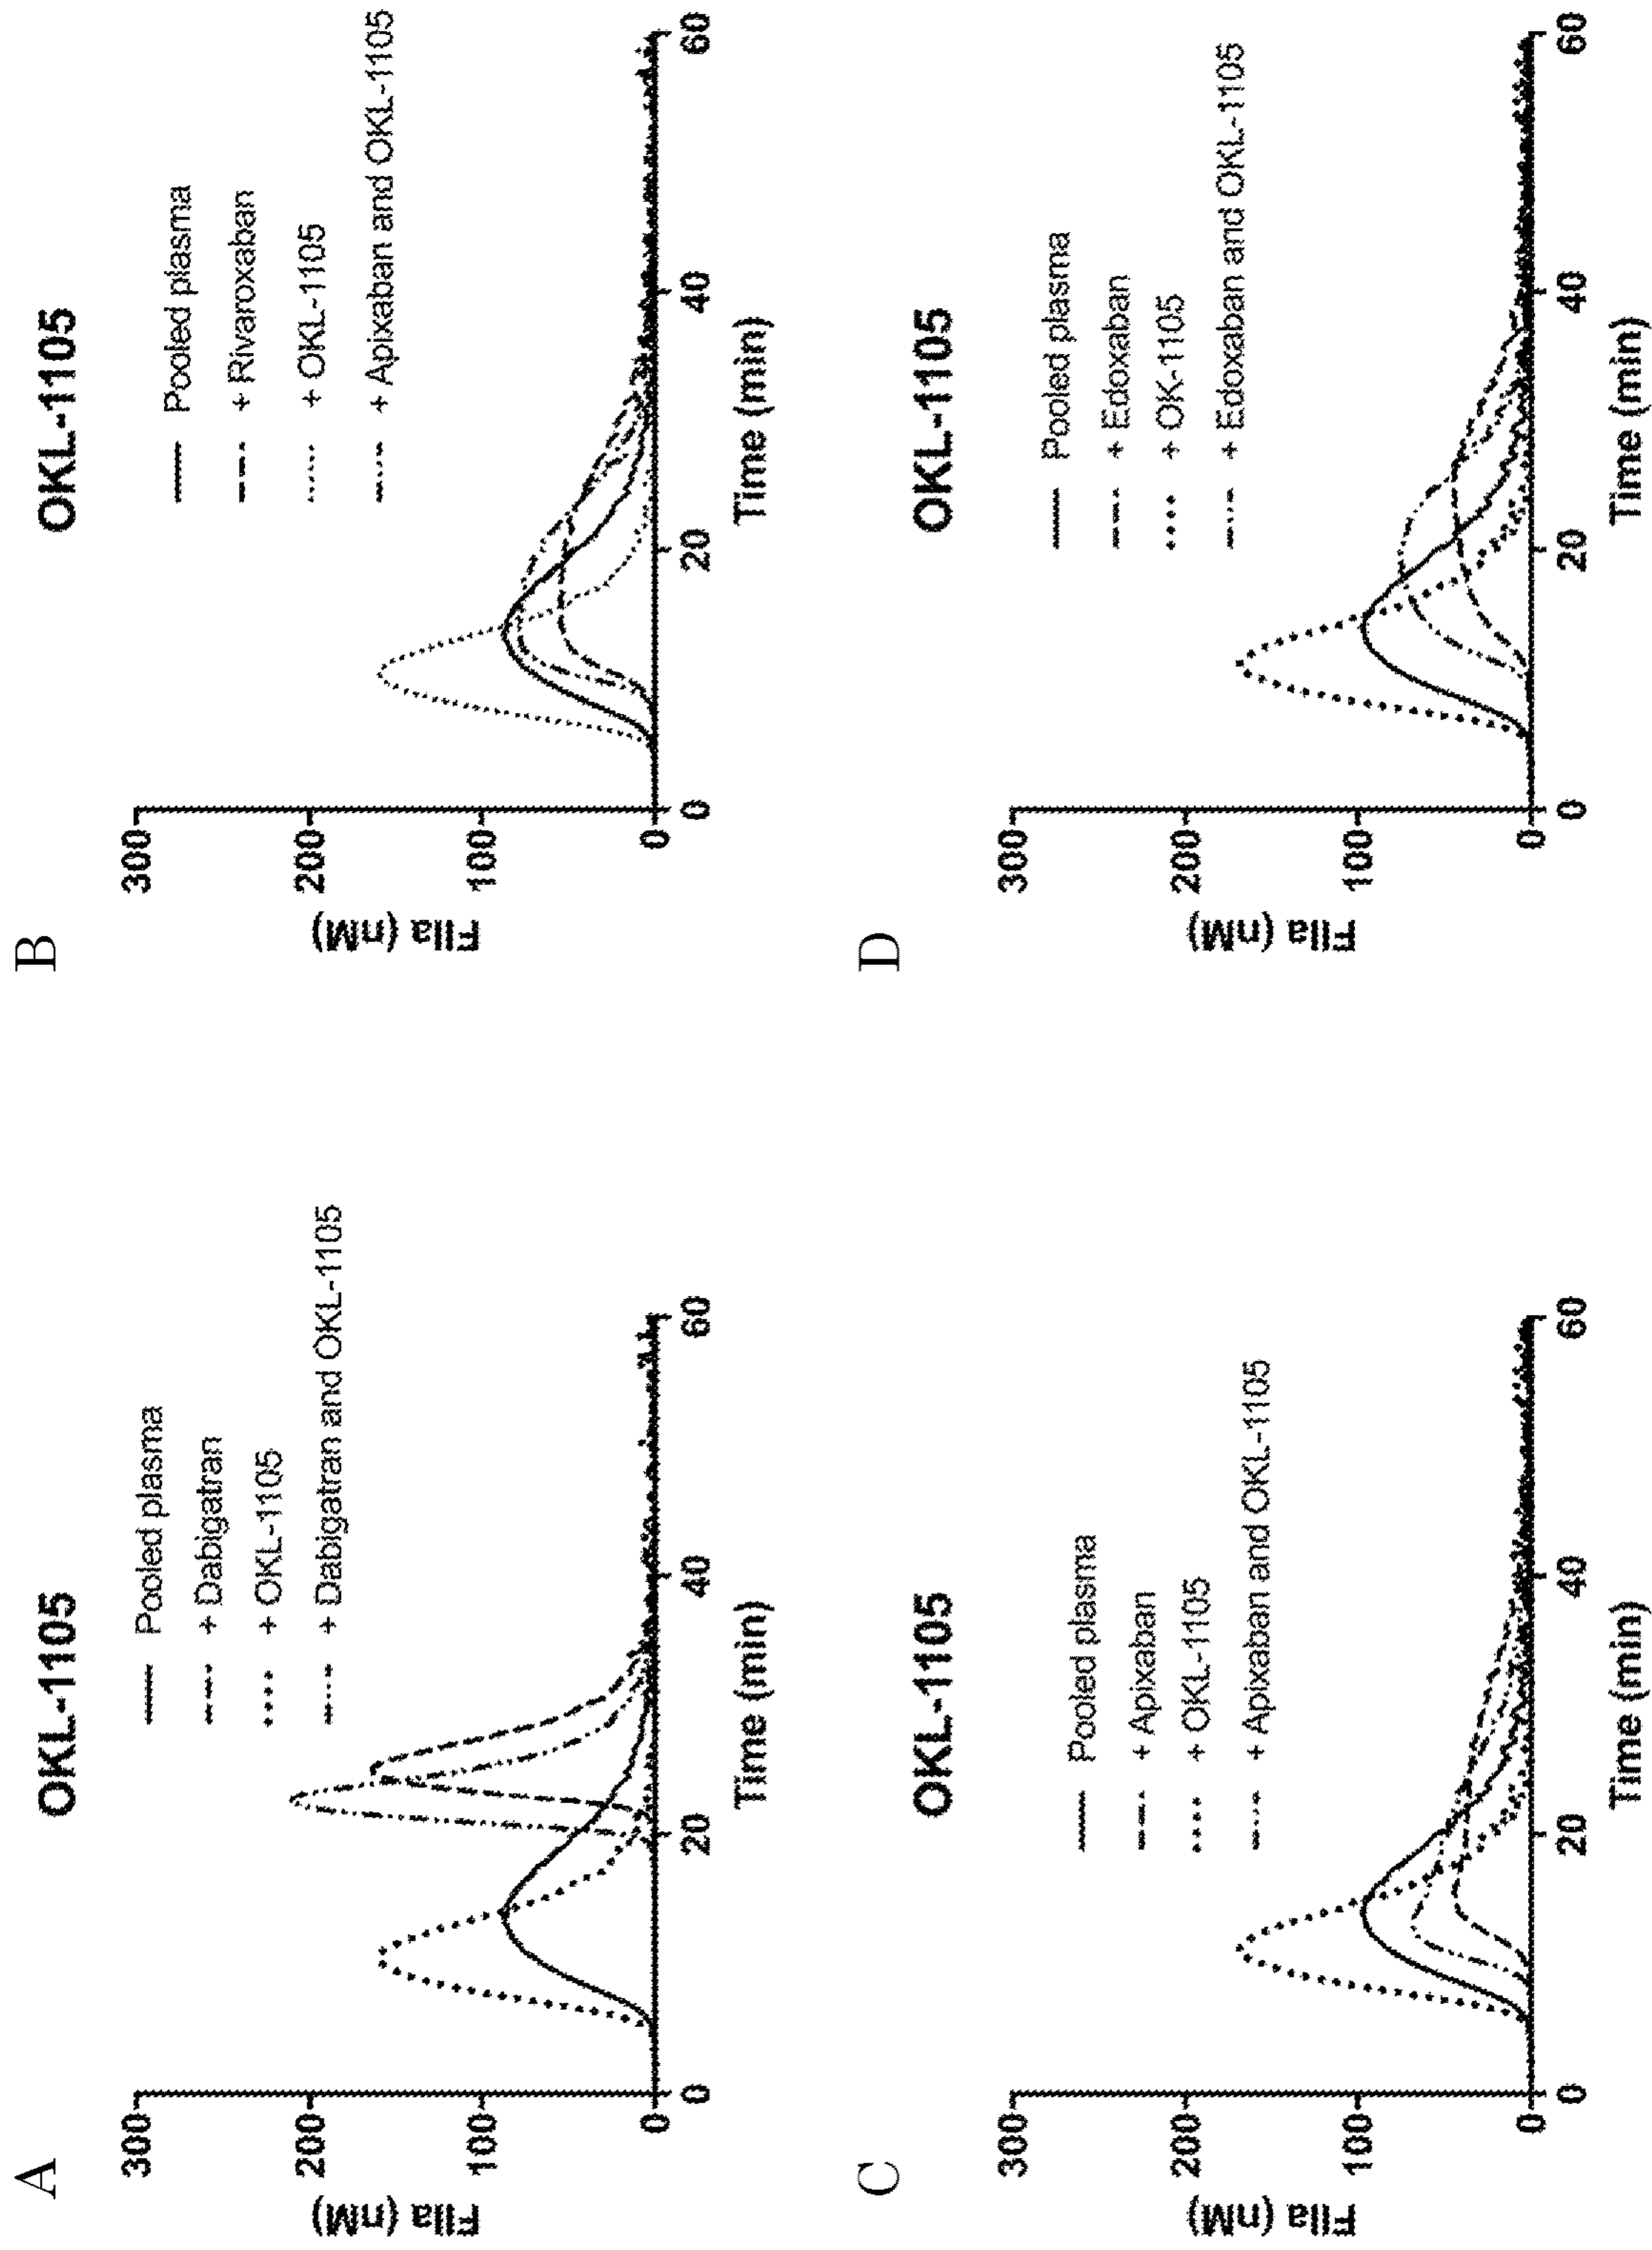 A
OKL-1105
Pooled plasma
+ Dabigatran
+ OKL-1105
+ Dabigatran and OKL-1105
FIIa (nM)
300
200
100
0
0
20
40
60
Time (min)
B
OKL-1105
Pooled plasma
+ Rivaroxaban
+ OKL-1105
+ Apixaban and OKL-1105
FIIa (nM)
300
200
100
0
0
20
40
60
Time (min)
C
OKL-1105
Pooled plasma
+ Apixaban
+ OKL-1105
+ Apixaban and OKL-1105
FIIa (nM)
300
200
100
0
0
20
40
60
Time (min)
D
OKL-1105
Pooled plasma
+ Edoxaban
+ OK-1105
+ Edoxaban and OKL-1105
FIIa (nM)
300
200
100
0
0
20
40
60
Time (min)